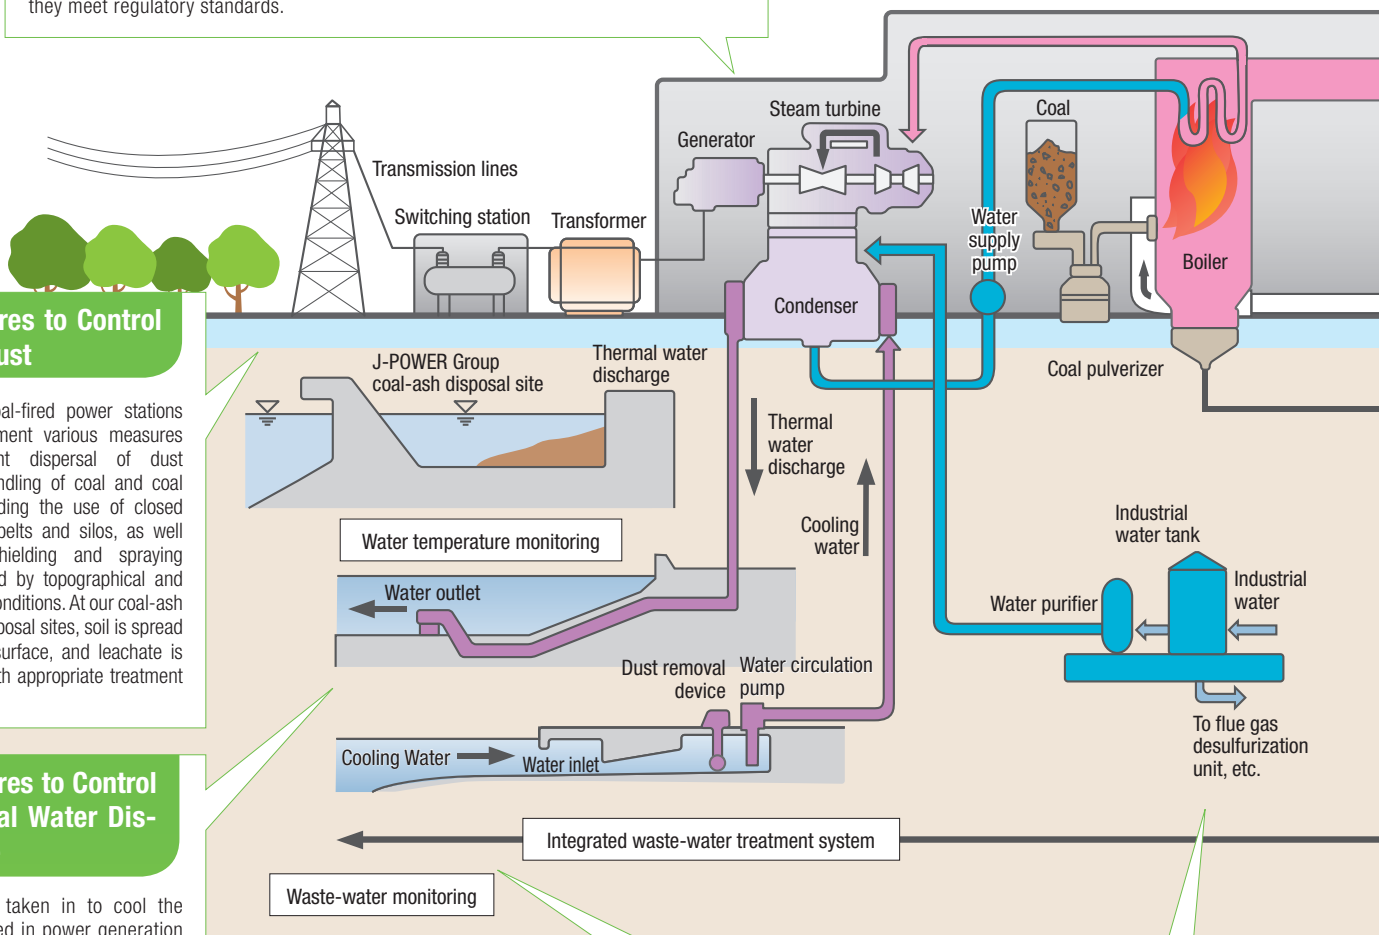 they meet regulatory standards.
Steam turbine
Coal
Generator
Transmission lines
Switching station
Transformer
Water
supply
pump
Boiler
Condenser
Coal pulverizer
res to Control
ust
J-POWER Group
coal-ash disposal site
Thermal water
discharge
oal-fired power stations
ment various measures
nt dispersal of dust
ndling of coal and coal
ding the use of closed
belts and silos, as well
hielding and spraying
d by topographical and
onditions. At our coal-ash
posal sites, soil is spread
surface, and leachate is
th appropriate treatment
Thermal
water
discharge
Cooling
water
Water temperature monitoring
Water outlet
Industrial
water tank
Industrial
water
Water purifier
Dust removal
device
Water circulation
pump
Cooling Water
Water inlet
To flue gas
desulfurization
unit, etc.
res to Control
al Water Dis-
Integrated waste-water treatment system
Waste-water monitoring
taken in to cool the
ed in power generation